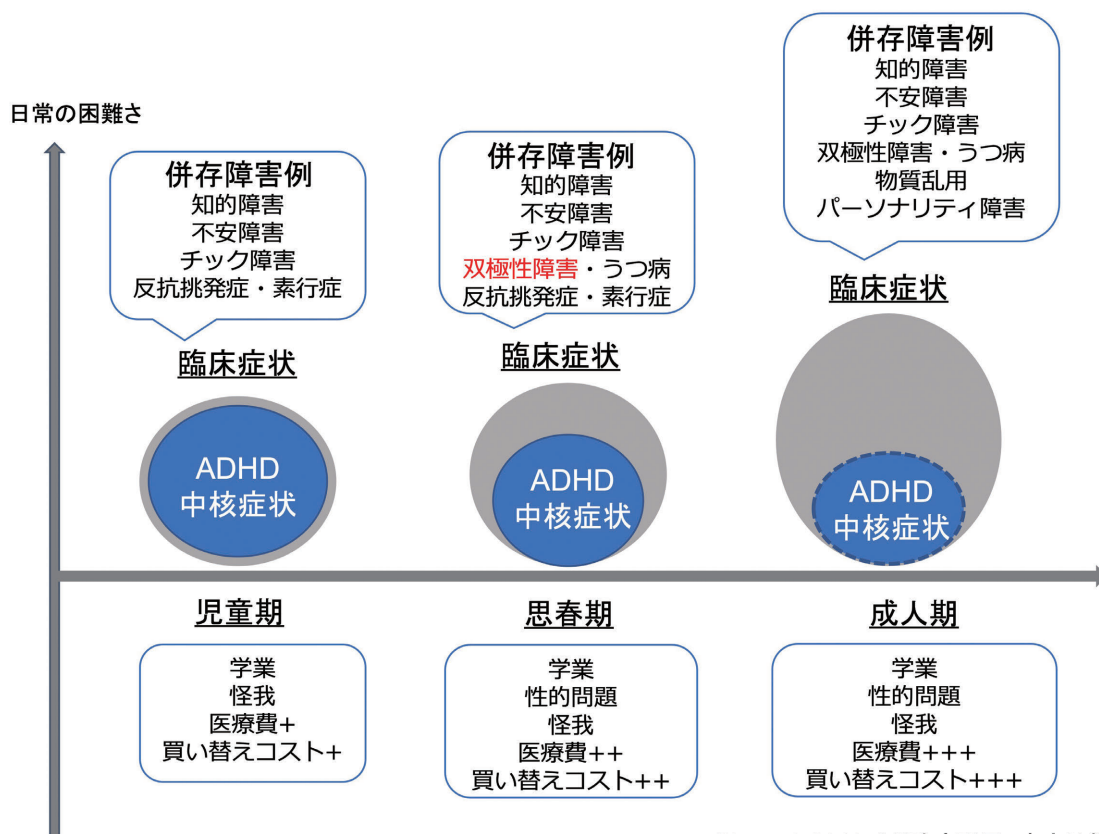 日常の困難さ
併存障害例
知的障害
不安障害
チック障害
反抗挑発症・素行症
臨床症状
ADHD
中核症状
併存障害例
知的障害
不安障害
チック障害
双極性障害・うつ病
反抗挑発症・素行症
臨床症状
ADHD
中核症状
併存障害例
知的障害
不安障害
チック障害
双極性障害・うつ病
物質乱用
パーソナリティ障害
臨床症状
ADHD
中核症状
児童期
学業
怪我
医療費+
買い替えコスト+
思春期
学業
性的問題
怪我
医療費++
買い替えコスト++
成人期
学業
性的問題
怪我
医療費+++
買い替えコスト+++